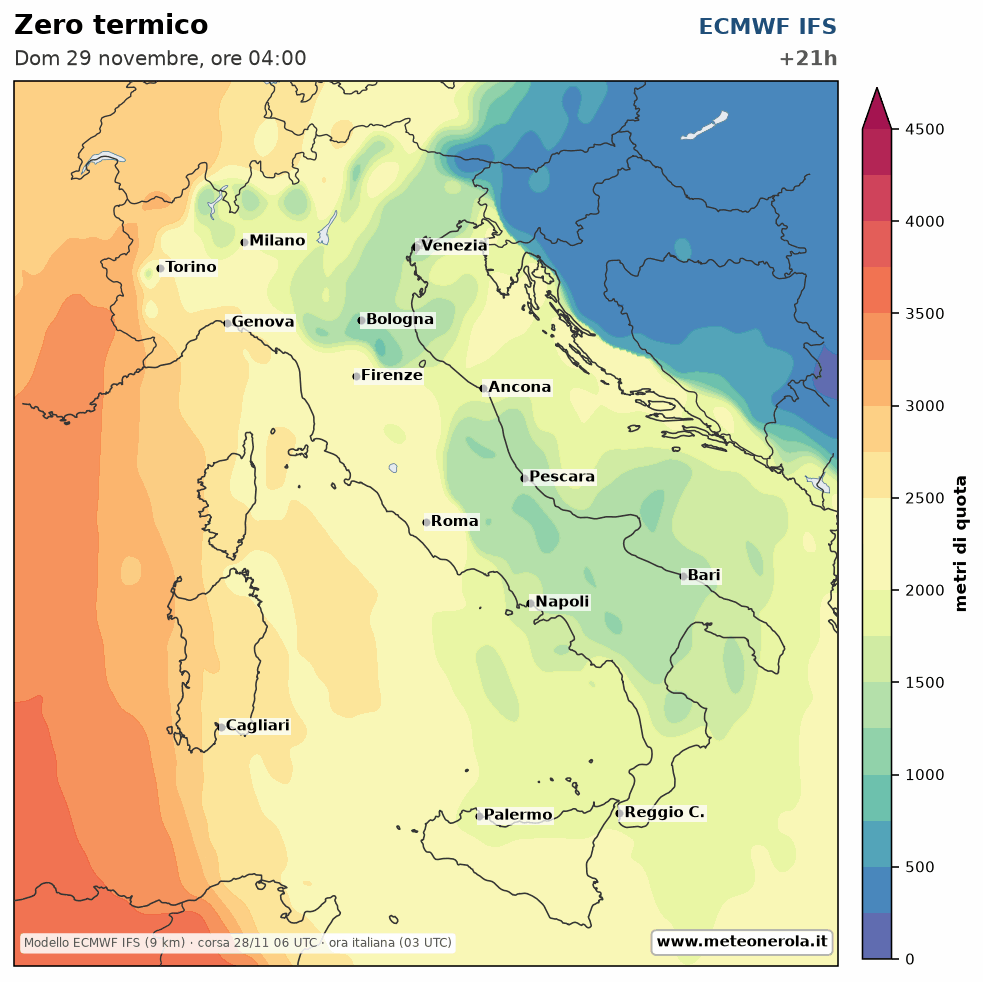 Zero termico
ECMWF IFS
Dom 29 novembre, ore 04:00
+21h
4500
4000
3500
3000
2500
2000
1500
1000
500
0
metri di quota
Milano
Venezia
Torino
Genova
Bologna
Firenze
Ancona
Pescara
Roma
Bari
Napoli
Cagliari
Palermo
Reggio C.
Modello ECMWF IFS (9 km) · corsa 28/11 06 UTC · ora italiana (03 UTC)
www.meteonerola.it